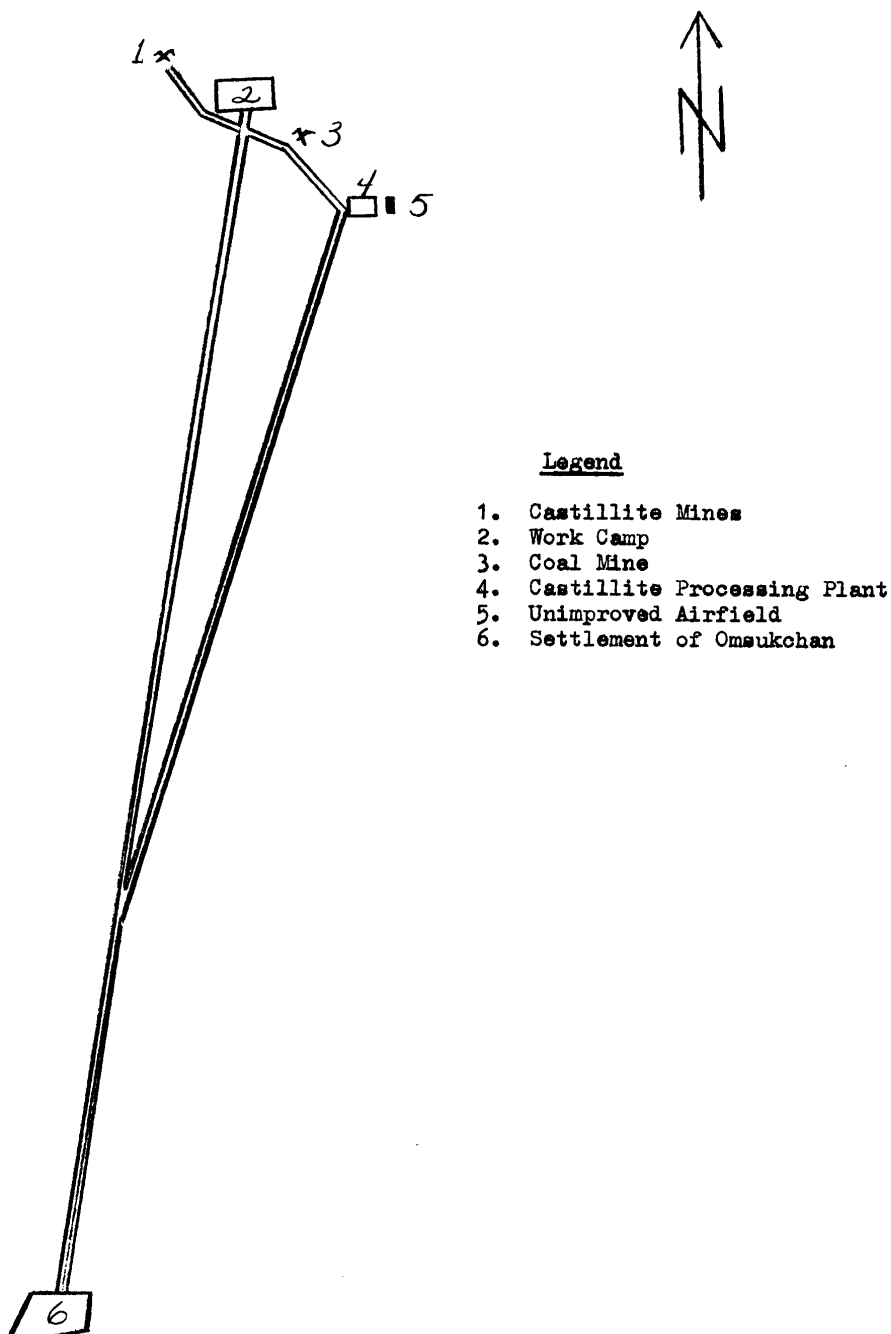 1
2
3
4
5
N
Legend
1. Castillite Mines
2. Work Camp
3. Coal Mine
4. Castillite Processing Plant
5. Unimproved Airfield
6. Settlement of Omsukchan
6